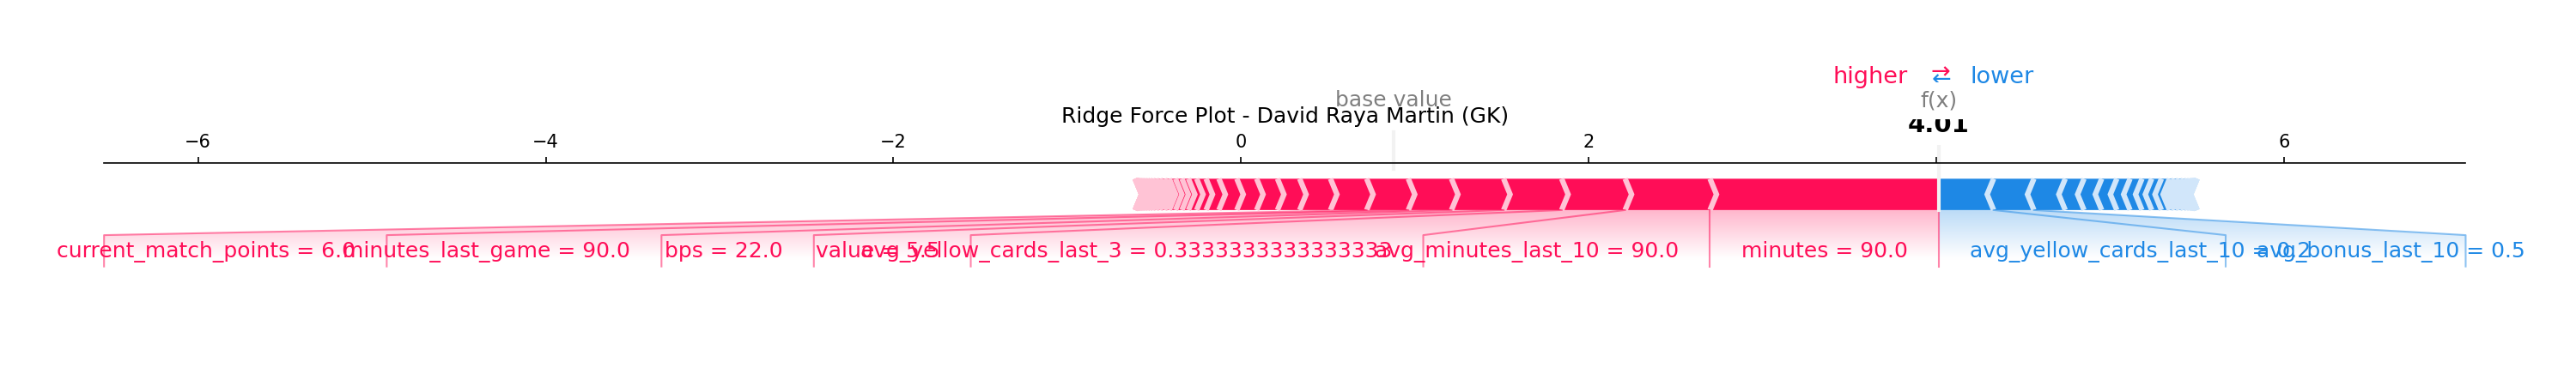 higher ⇄ lower
base value
f(x)
Ridge Force Plot - David Raya Martin (GK)
4.01
−6 −4 −2 0 2 6
current_match_points = 6.0 minutes_last_game = 90.0 bps = 22.0 value = 5.5 avg_yellow_cards_last_3 = 0.3333333333333333 avg_minutes_last_10 = 90.0 minutes = 90.0 avg_yellow_cards_last_10 = 0.2 avg_bonus_last_10 = 0.5